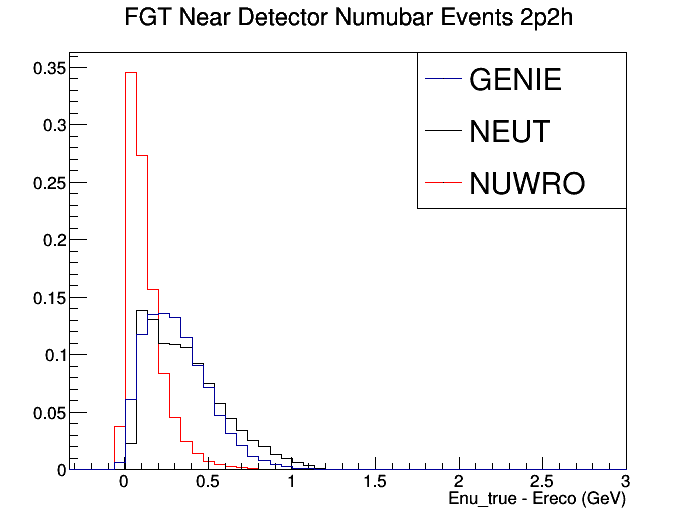 FGT Near Detector Numubar Events 2p2h
GENIE
NEUT
NUWRO
0.35
0.3
0.25
0.2
0.15
0.1
0.05
0
0 0.5 1 1.5 2 2.5 3
Enu_true - Ereco (GeV)